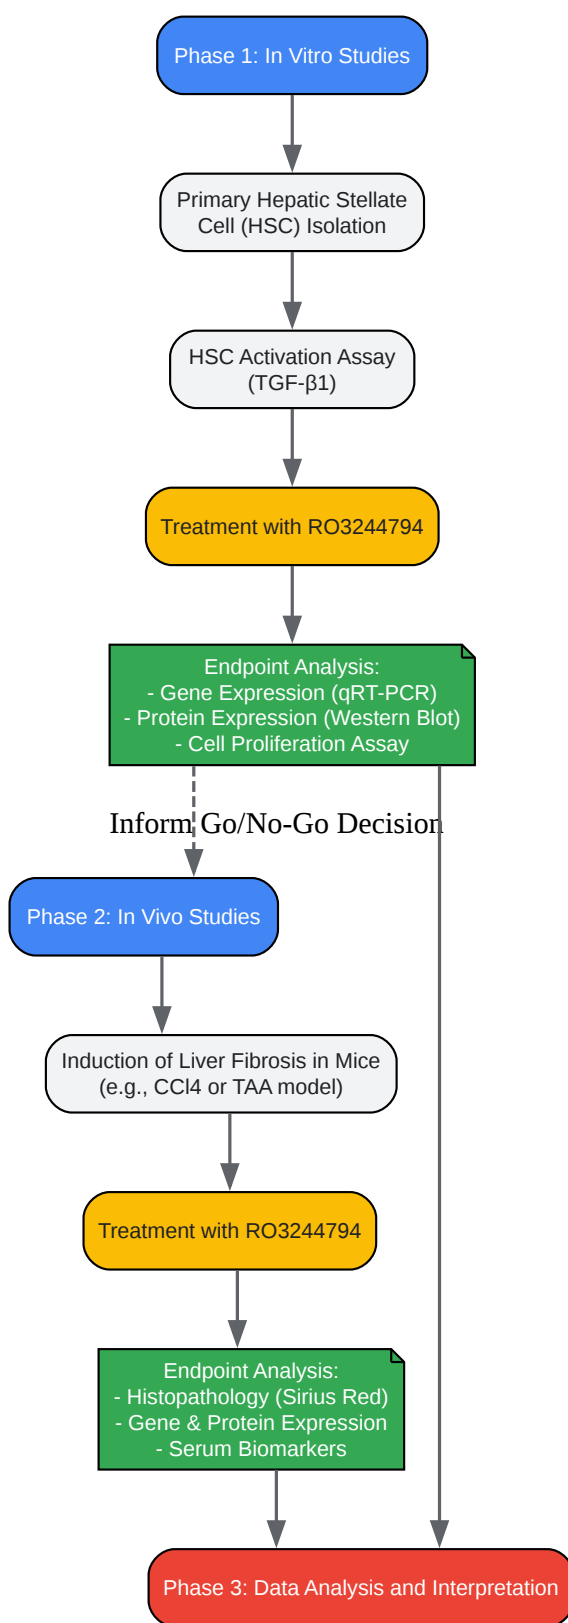 Phase 1: In Vitro Studies
Primary Hepatic Stellate
Cell (HSC) Isolation
HSC Activation Assay
(TGF-β1)
Treatment with RO3244794
Endpoint Analysis:
- Gene Expression (qRT-PCR)
- Protein Expression (Western Blot)
- Cell Proliferation Assay
Inform Go/No-Go Decision
Phase 2: In Vivo Studies
Induction of Liver Fibrosis in Mice
(e.g., CCl4 or TAA model)
Treatment with RO3244794
Endpoint Analysis:
- Histopathology (Sirius Red)
- Gene & Protein Expression
- Serum Biomarkers
Phase 3: Data Analysis and Interpretation